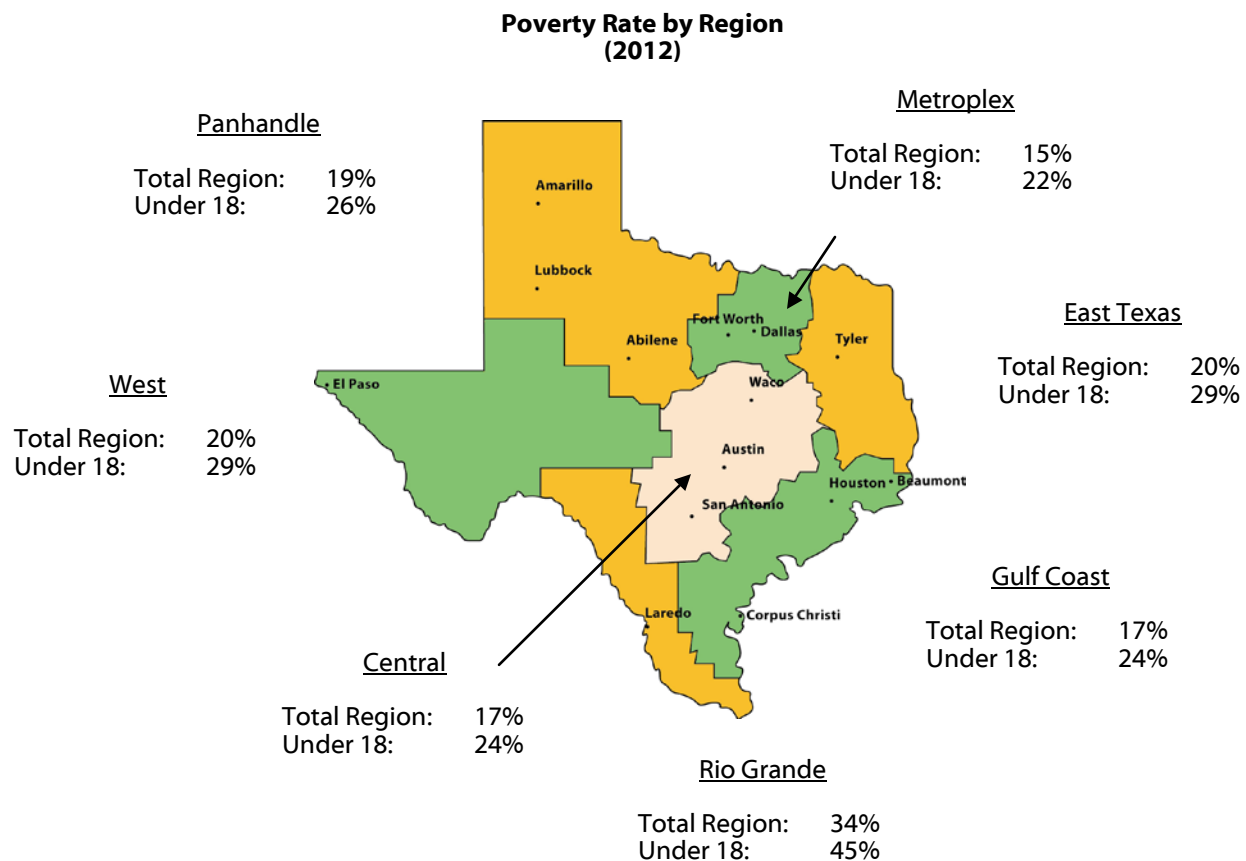 Poverty Rate by Region
(2012)
Metroplex
Total Region: 15%
Under 18: 22%
Panhandle
Total Region: 19%
Under 18: 26%
Amarillo
Lubbock
Abilene
Fort Worth
Dallas
Tyler
East Texas
Total Region: 20%
Under 18: 29%
West
Total Region: 20%
Under 18: 29%
El Paso
Waco
Austin
San Antonio
Houston
Beaumont
Gulf Coast
Total Region: 17%
Under 18: 24%
Laredo
Corpus Christi
Central
Total Region: 17%
Under 18: 24%
Rio Grande
Total Region: 34%
Under 18: 45%